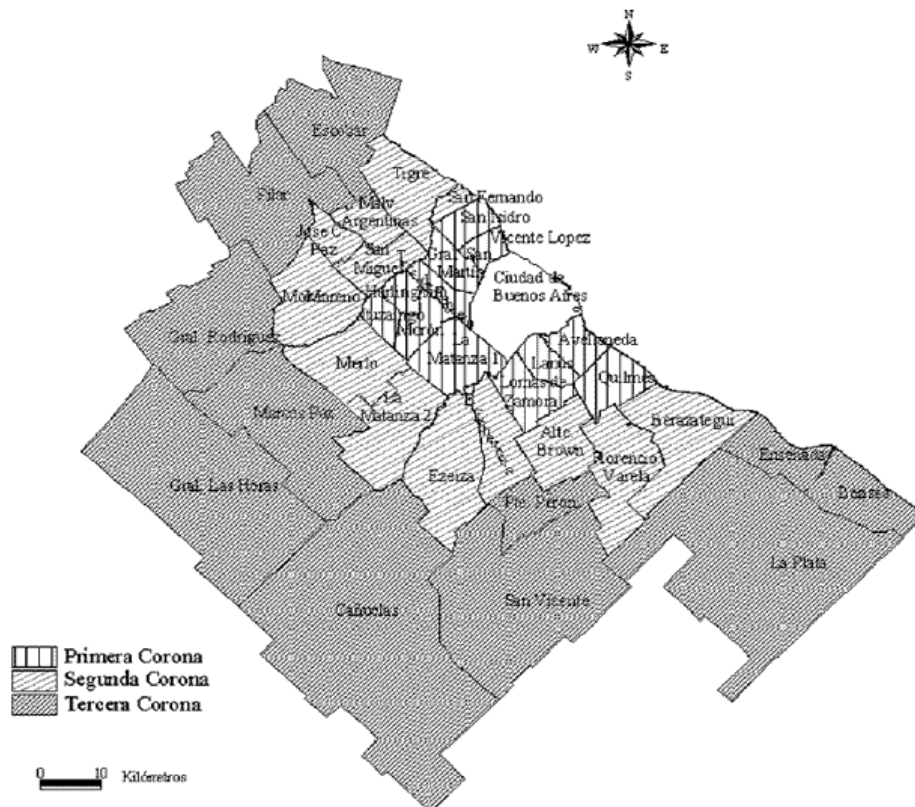 N
W E
S
Escobar
Tigre
Pilar
San Fernando
Malv.
Argentinas
San Isidro
Jose C.
Paz
Vicente Lopez
San
Miguel
Gral. San
Martin
Ciudad de
Buenos Aires
Moreno
Hurlingham
Ituzaingo
Moron
Gral. Rodriguez
La
Matanza 1
Avellaneda
Lanus
Merlo
Lomas de
Zamora
Quilmes
Marcos Paz
La
Matanza 2
Berazategui
Alte.
Brown
Florencio
Varela
Ensenada
Ezeiza
Gral. Las Heras
Pte. Peron
Berisso
La Plata
Cañuelas
San Vicente
Primera Corona
Segunda Corona
Tercera Corona
0 10 Kilómetros